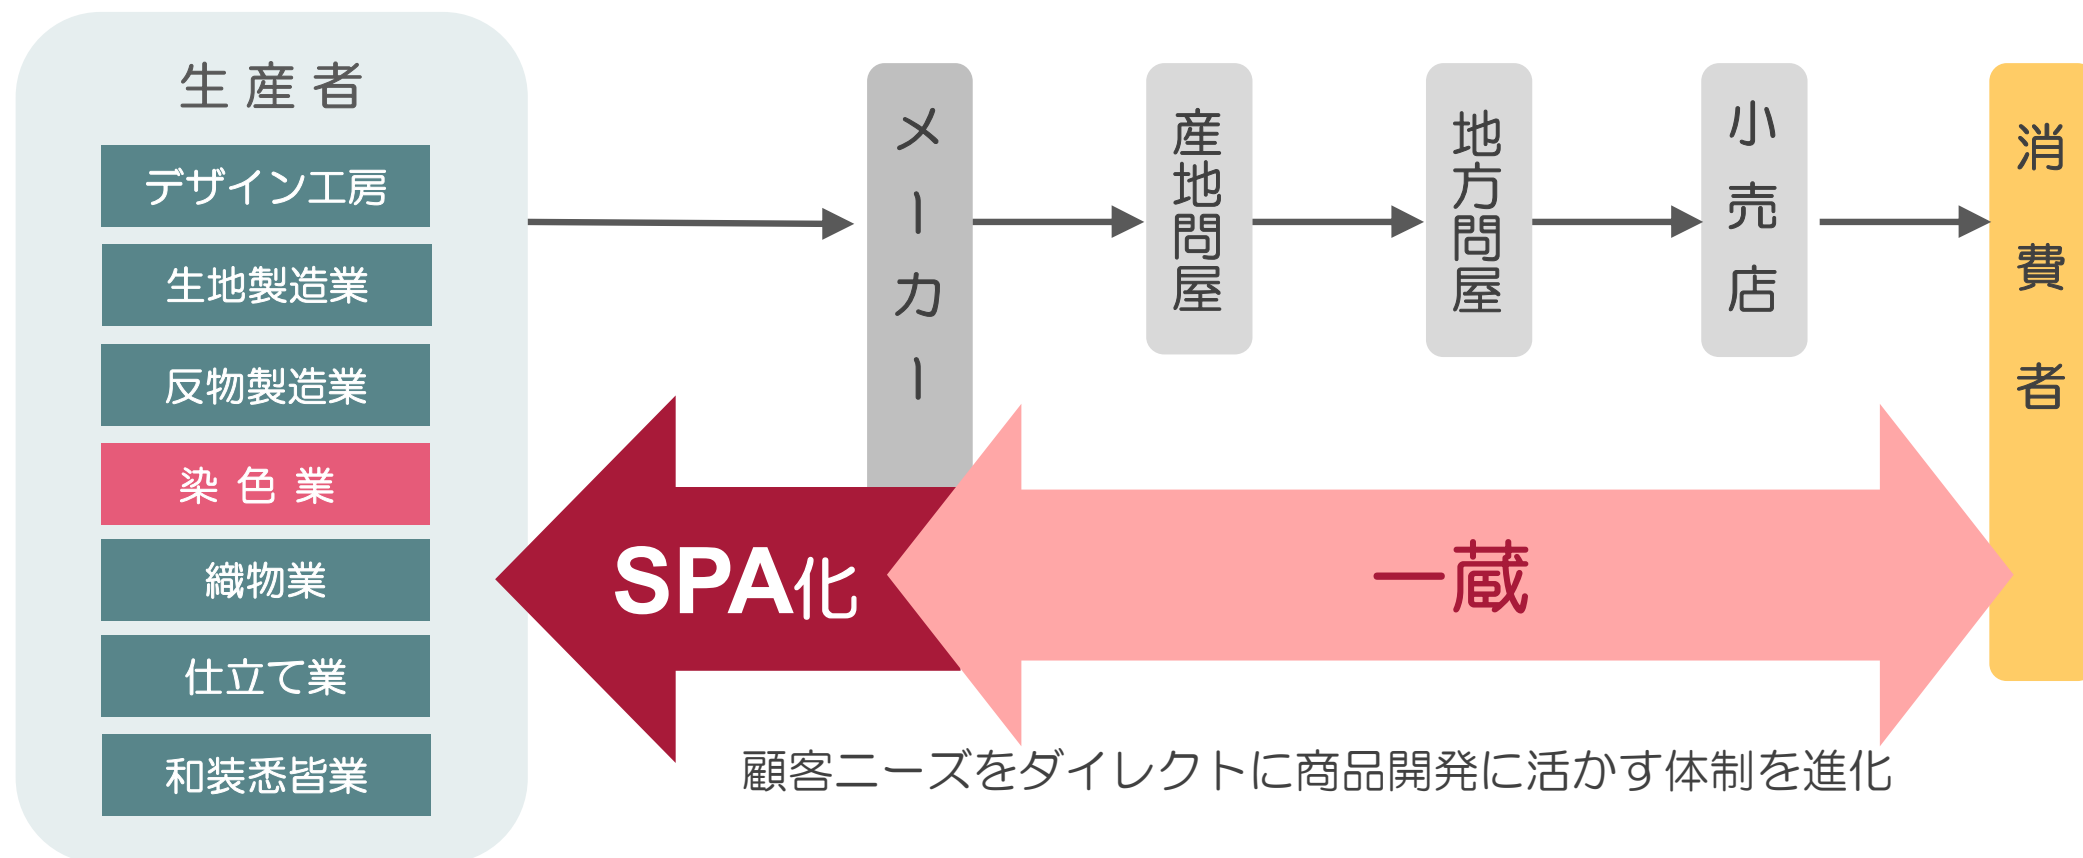 生産者
デザイン工房
生地製造業
反物製造業
染色業
織物業
仕立て業
和装悉皆業
メーカー
産地問屋
地方問屋
小売店
消費者
SPA化
一蔵
顧客ニーズをダイレクトに商品開発に活かす体制を進化